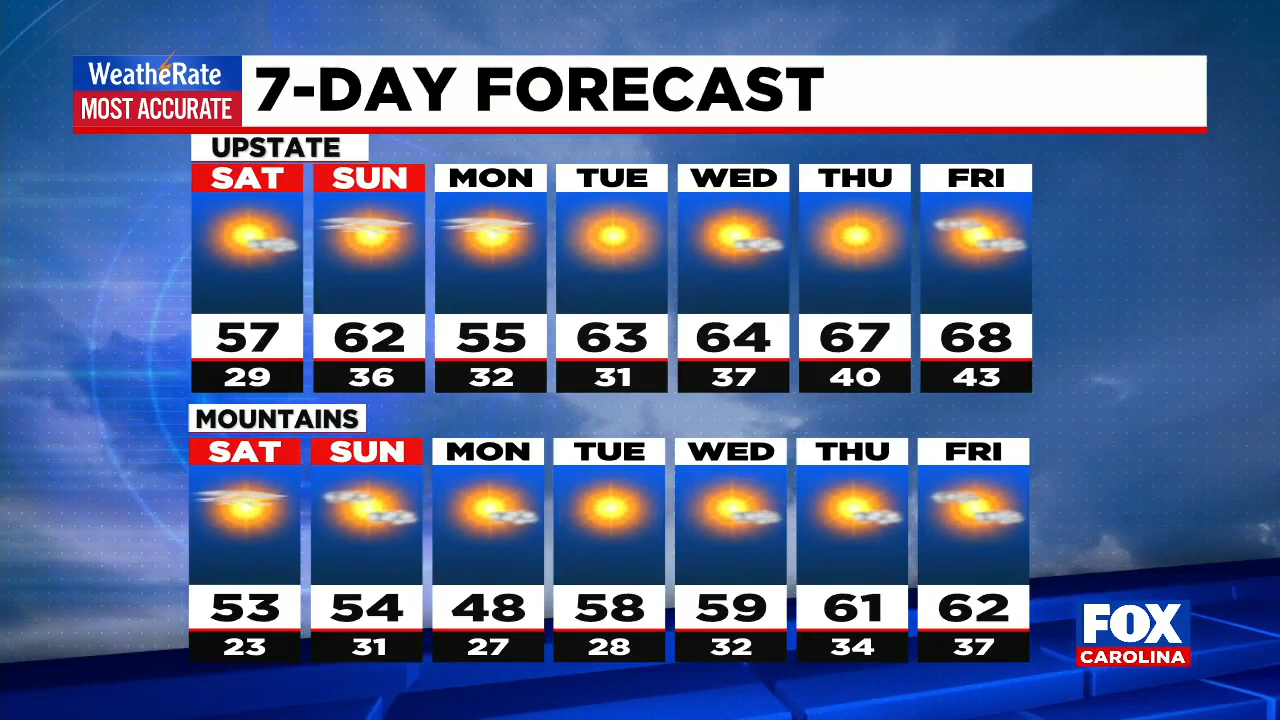 WeatheRate
MOST ACCURATE
7-DAY FORECAST
UPSTATE
SAT SUN MON TUE WED THU FRI
57 62 55 63 64 67 68
29 36 32 31 37 40 43
MOUNTAINS
SAT SUN MON TUE WED THU FRI
53 54 48 58 59 61 62
23 31 27 28 32 34 37
FOX
CAROLINA